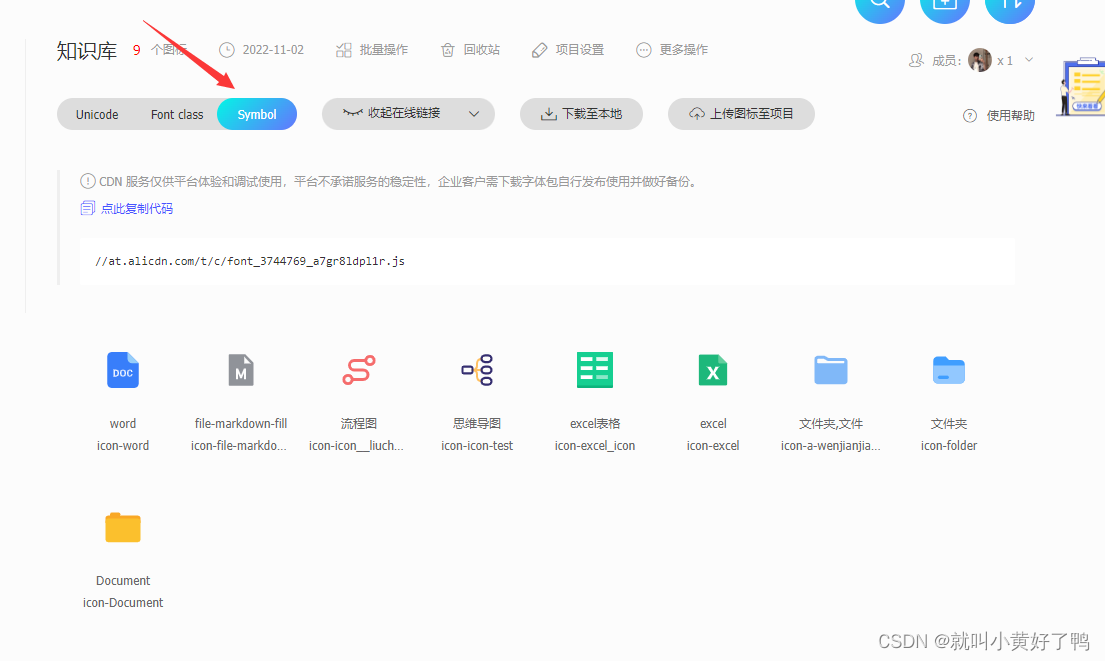 知识库 9 个图标 2022-11-02 批量操作 回收站 项目设置 更多操作
成员: x 1
Unicode Font class Symbol 收起在线链接 下载至本地 上传图标至项目 使用帮助
CDN 服务仅供平台体验和调试使用，平台不承诺服务的稳定性，企业客户需下载字体包自行发布使用并做好备份。
点此复制代码
//at.alicdn.com/t/c/font_3744769_a7gr8ldpl1r.js
DOC M X
word file-markdown-fill 流程图 思维导图 excel表格 excel 文件夹,文件 文件夹
icon-word icon-file-markdo... icon-icon__liuch... icon-icon-test icon-excel_icon icon-excel icon-a-wenjianjia... icon-folder
Document
icon-Document
CSDN @就叫小黄好了鸭